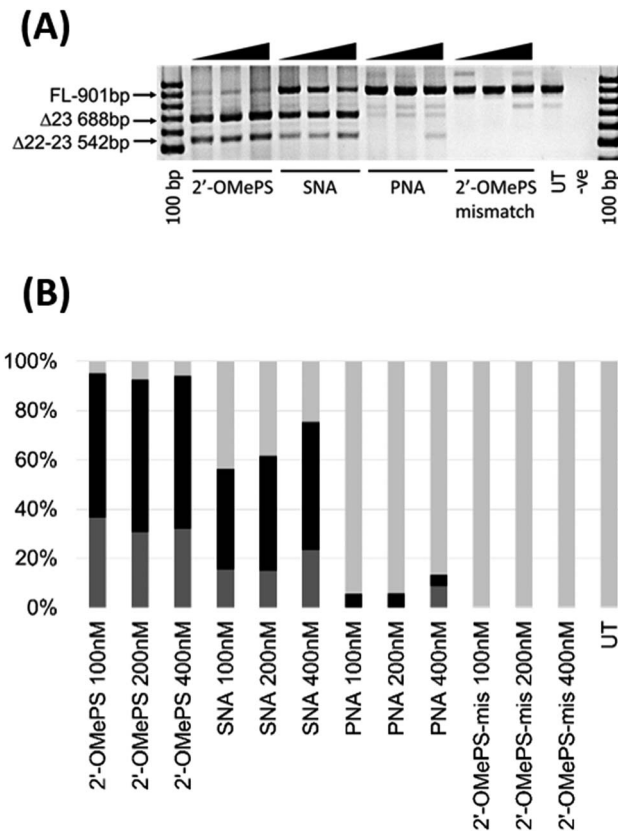 (A)
FL-901bp
Δ23 688bp
Δ22-23 542bp
100 bp
2'-OMePS
SNA
PNA
2'-OMePS
mismatch
UT
-ve
100 bp
(B)
100%
80%
60%
40%
20%
0%
2'-OMePS 100nM
2'-OMePS 200nM
2'-OMePS 400nM
SNA 100nM
SNA 200nM
SNA 400nM
PNA 100nM
PNA 200nM
PNA 400nM
2'-OMePS-mis 100nM
2'-OMePS-mis 200nM
2'-OMePS-mis 400nM
UT